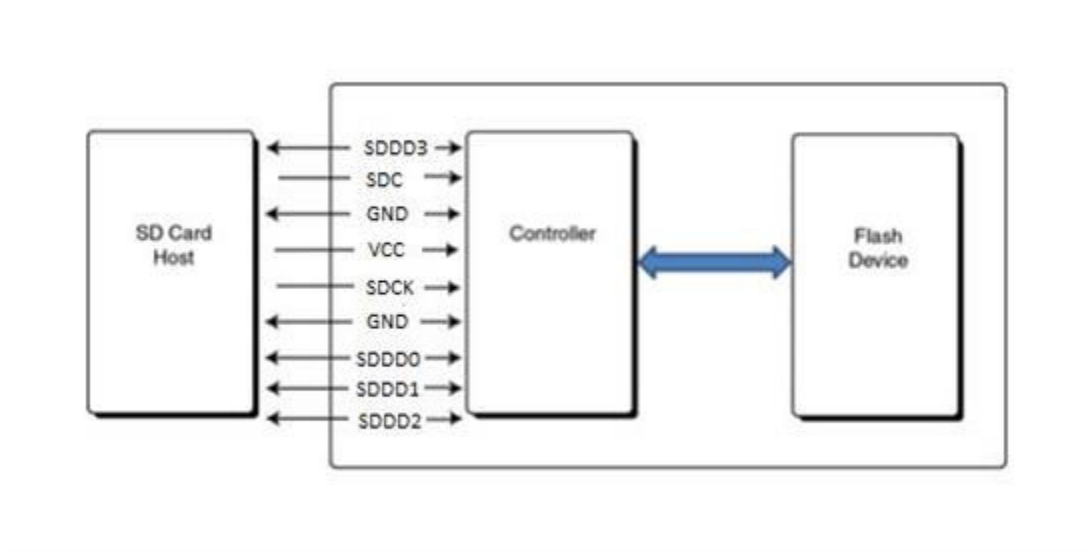 SD Card
Host
SDDD3
SDC
GND
VCC
SDCK
GND
SDDD0
SDDD1
SDDD2
Controller
Flash
Device